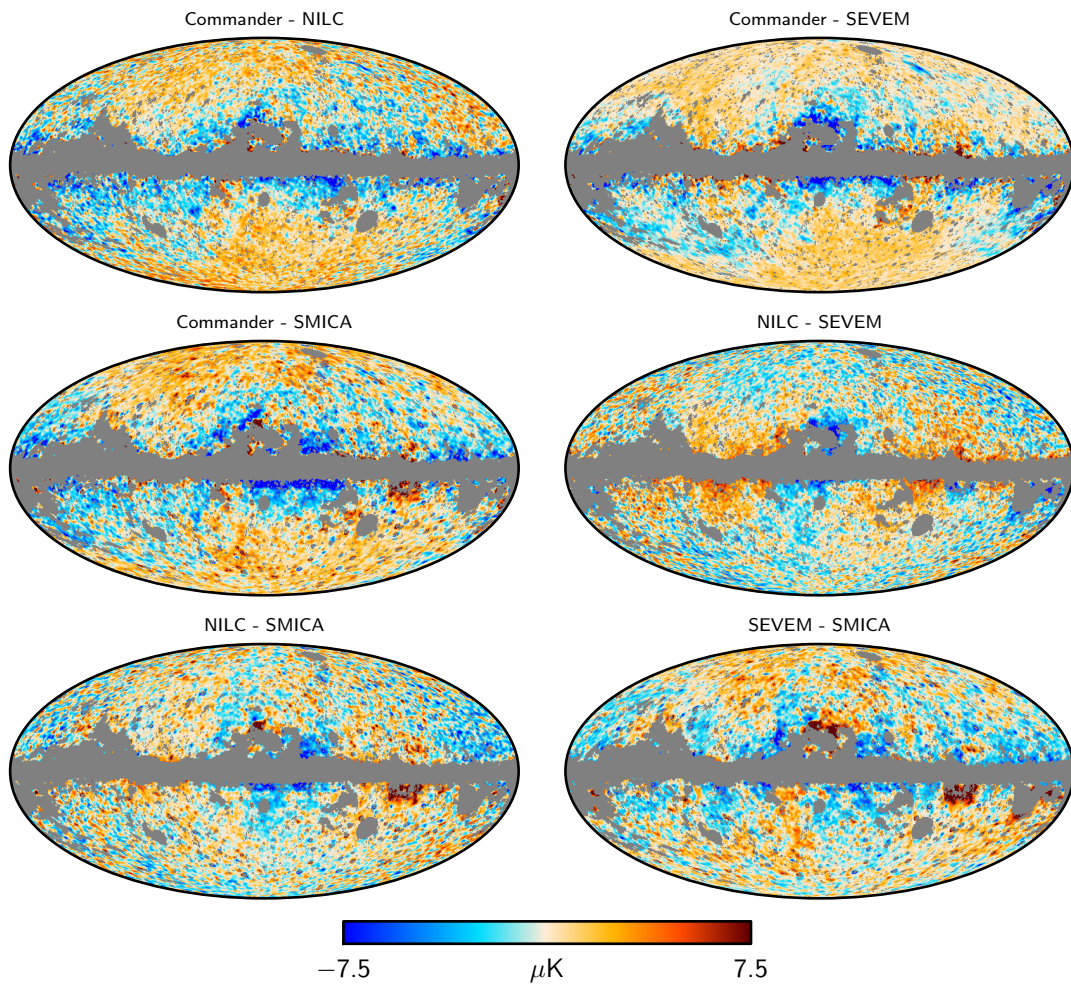 Commander - NILC
Commander - SEVEM
Commander - SMICA
NILC - SEVEM
NILC - SMICA
SEVEM - SMICA
−7.5 μK 7.5